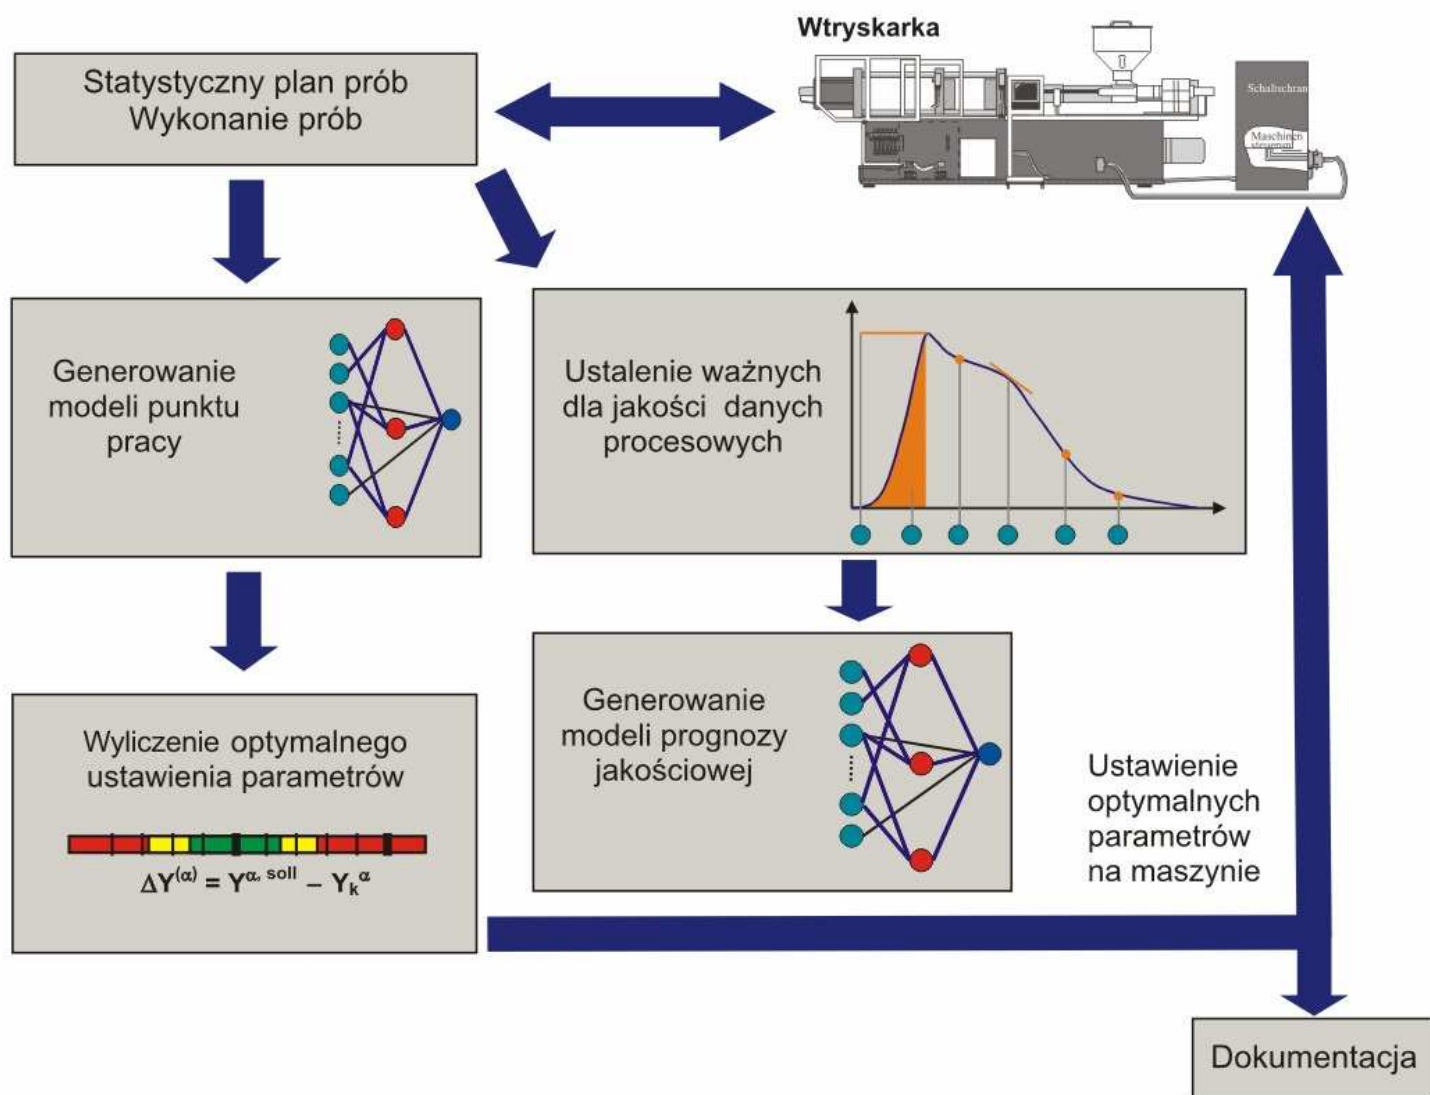 Wtryskarka
Statystyczny plan prób
Wykonanie prób
Schaltschran
Maschinen
Generowanie
modeli punktu
pracy
Ustalenie ważnych
dla jakości danych
procesowych
Wyliczenie optymalnego
ustawienia parametrów
ΔY(α) = Yα, soll – Ykα
Generowanie
modeli prognozy
jakościowej
Ustawienie
optymalnych
parametrów
na maszynie
Dokumentacja